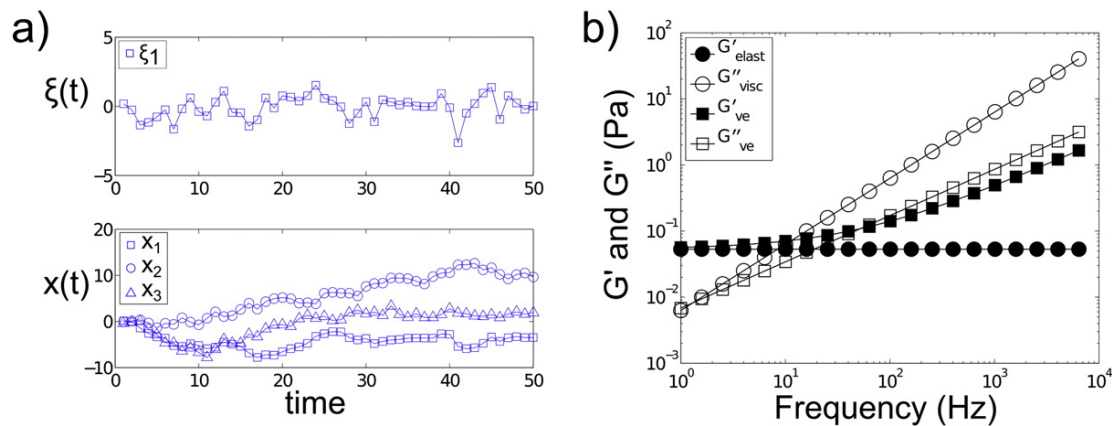 a)
5
0
−5
ξ(t)
ξ1
0 10 20 30 40 50
20
10
0
−10
x(t)
x1
x2
x3
0 10 20 30 40 50
time
b)
10²
10¹
10⁰
10⁻¹
10⁻²
10⁻³
G' and G" (Pa)
G'elast
G"visc
G've
G"ve
10⁰ 10¹ 10² 10³ 10⁴
Frequency (Hz)